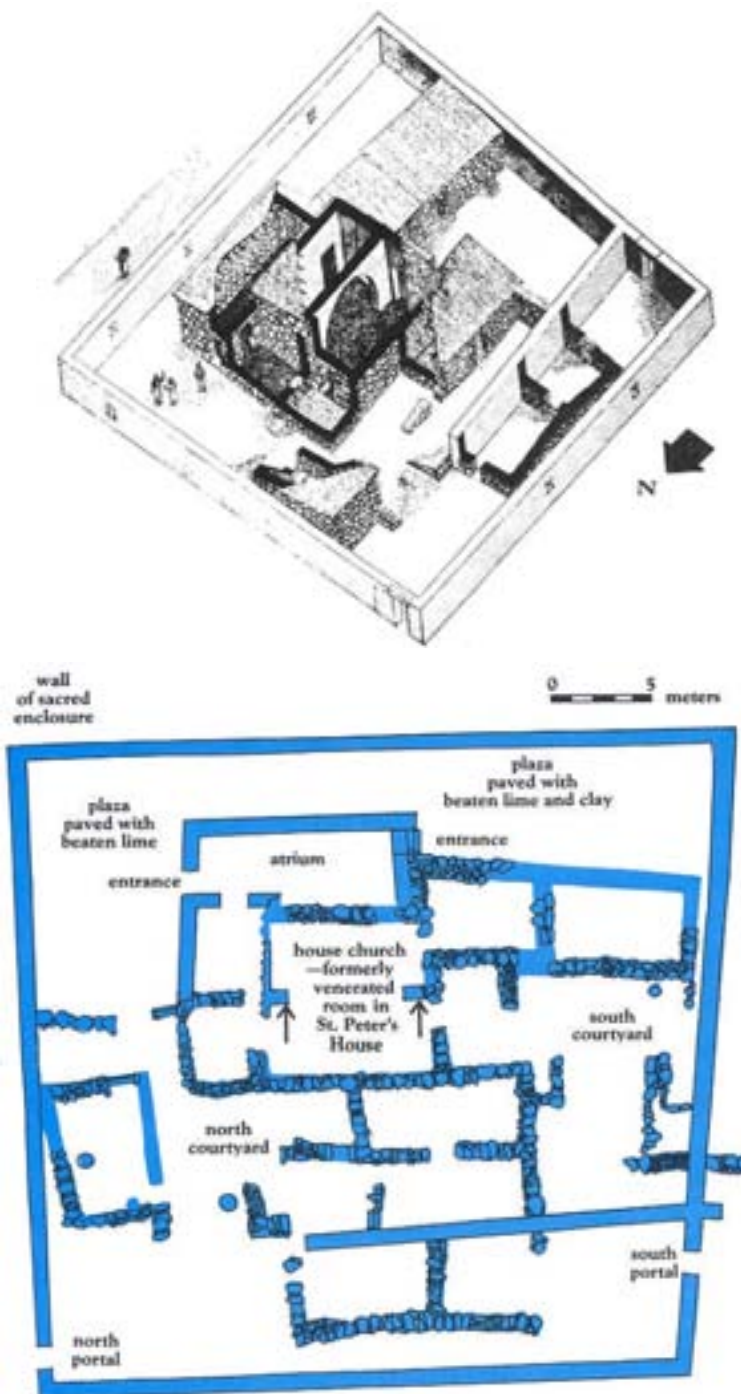 N
wall
of sacred
enclosure
0 5
meters
plaza
paved with
beaten lime
plaza
paved with
beaten lime and clay
atrium
entrance
entrance
house church
—formerly
venerated
room in
St. Peter's
House
south
courtyard
north
courtyard
south
portal
north
portal